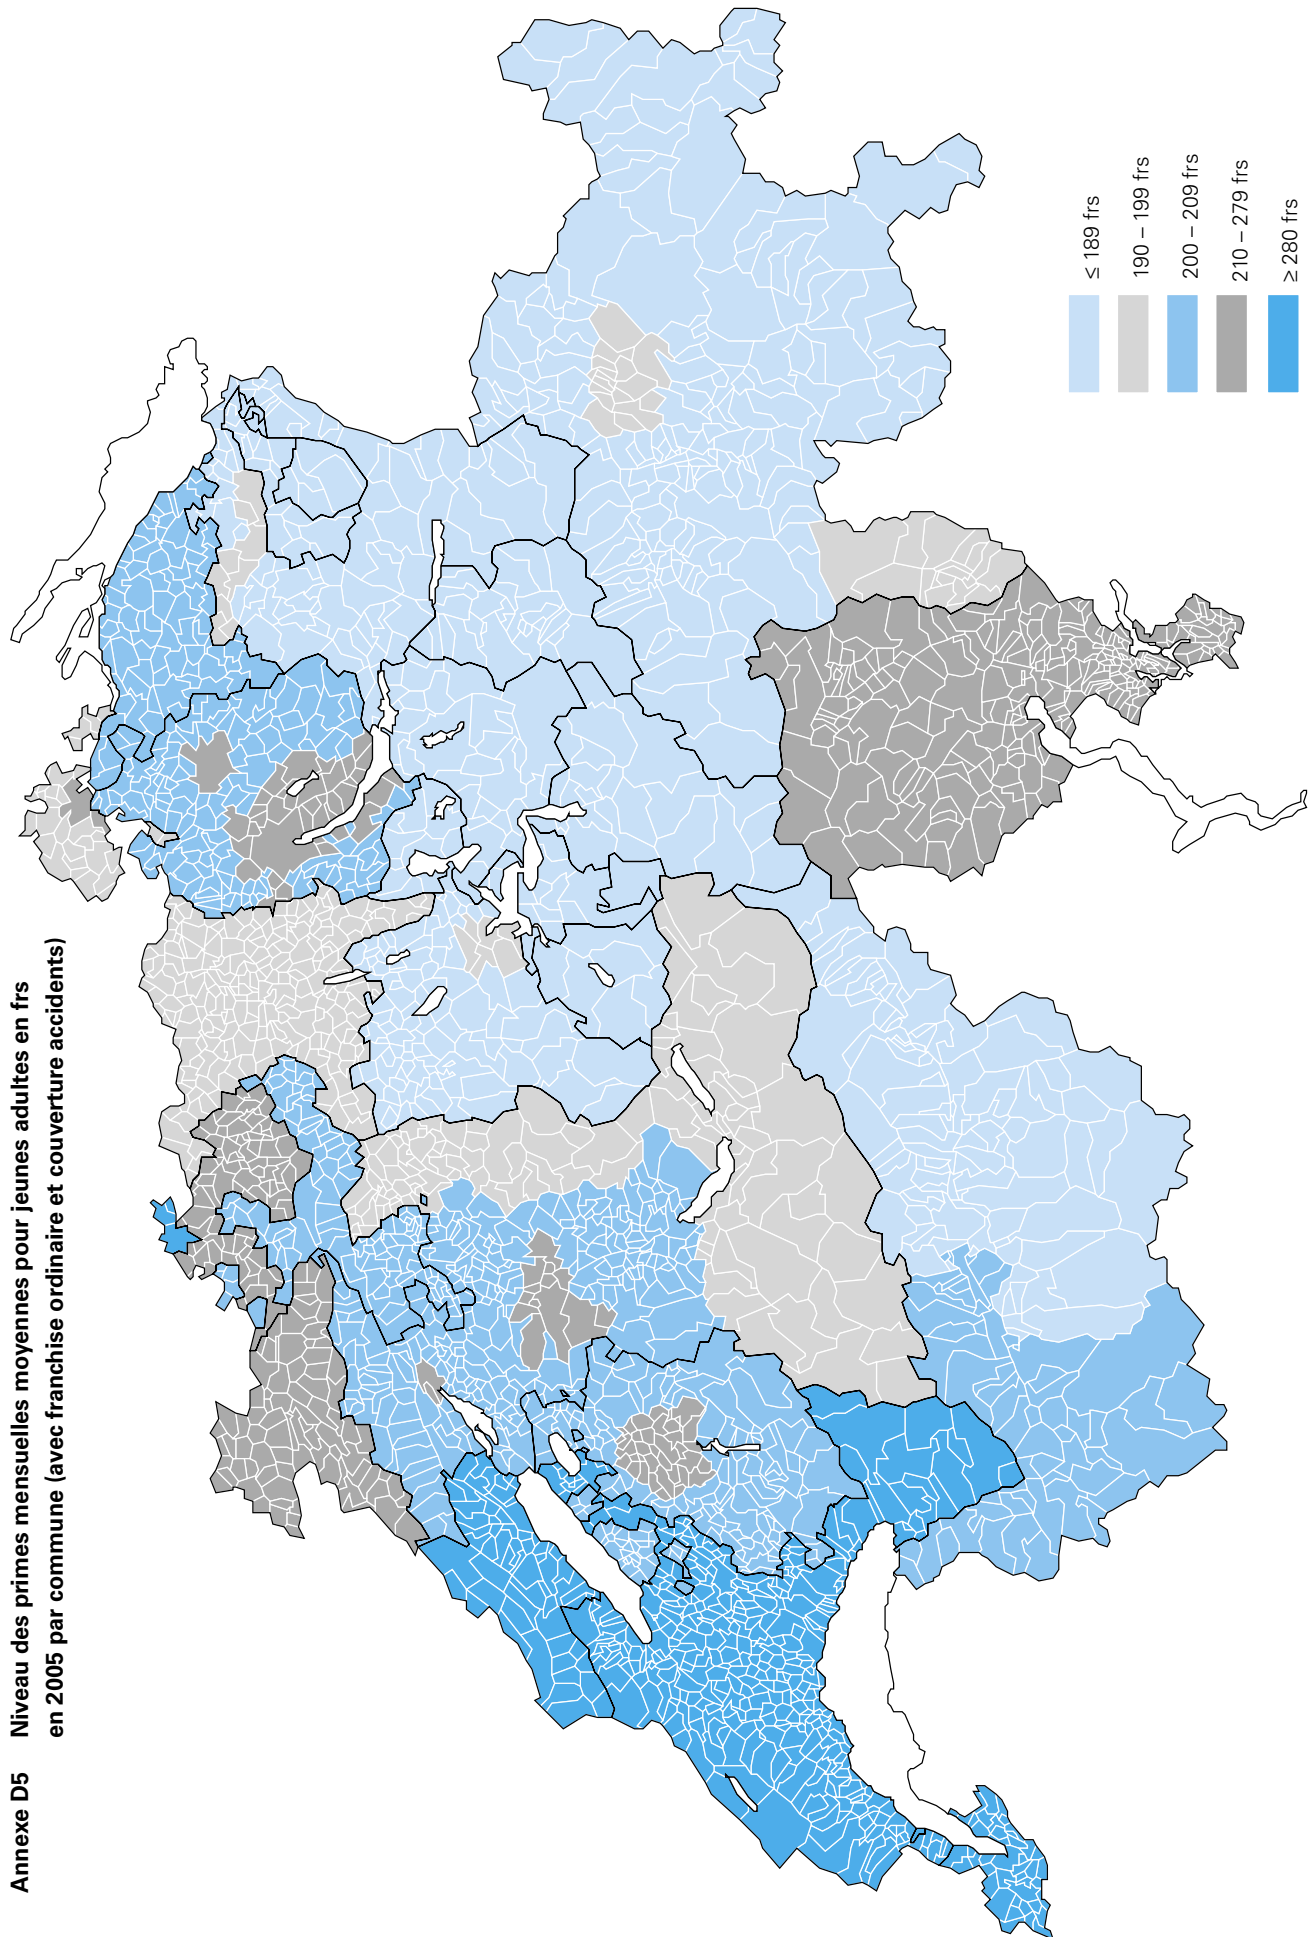 Annexe D5 Niveau des primes mensuelles moyennes pour jeunes adultes en frs
en 2005 par commune (avec franchise ordinaire et couverture accidents)
≤ 189 frs
190 – 199 frs
200 – 209 frs
210 – 279 frs
≥ 280 frs